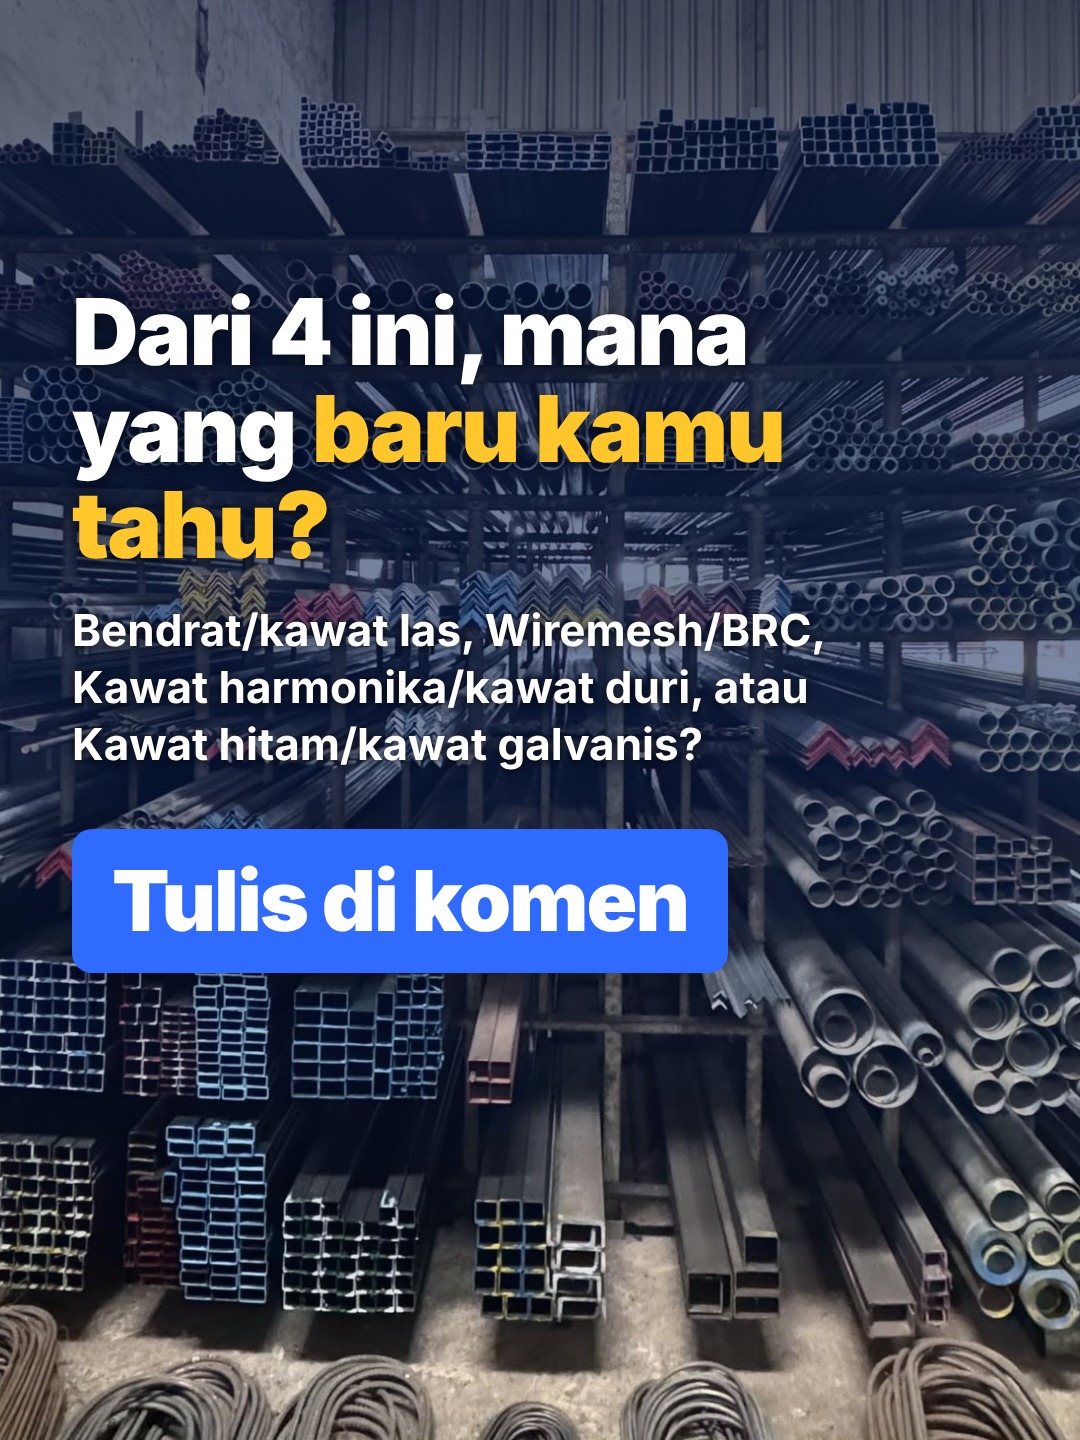 Dari 4 ini, mana
yang baru kamu
tahu?
Bendrat/kawat las, Wiremesh/BRC,
Kawat harmonika/kawat duri, atau
Kawat hitam/kawat galvanis?
Tulis di komen